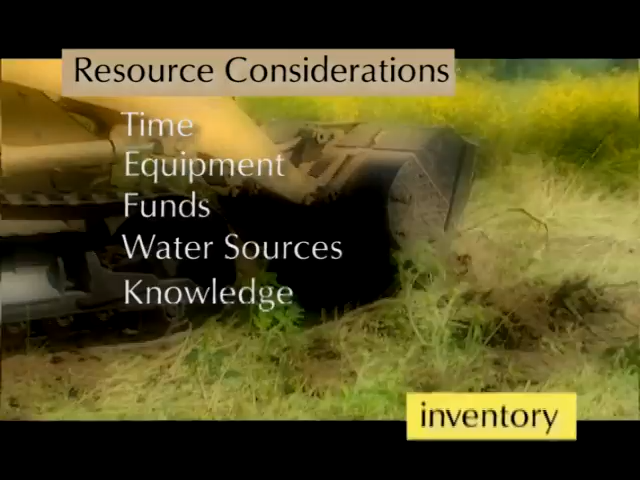 Resource Considerations
Time
Equipment
Funds
Water Sources
Knowledge
inventory